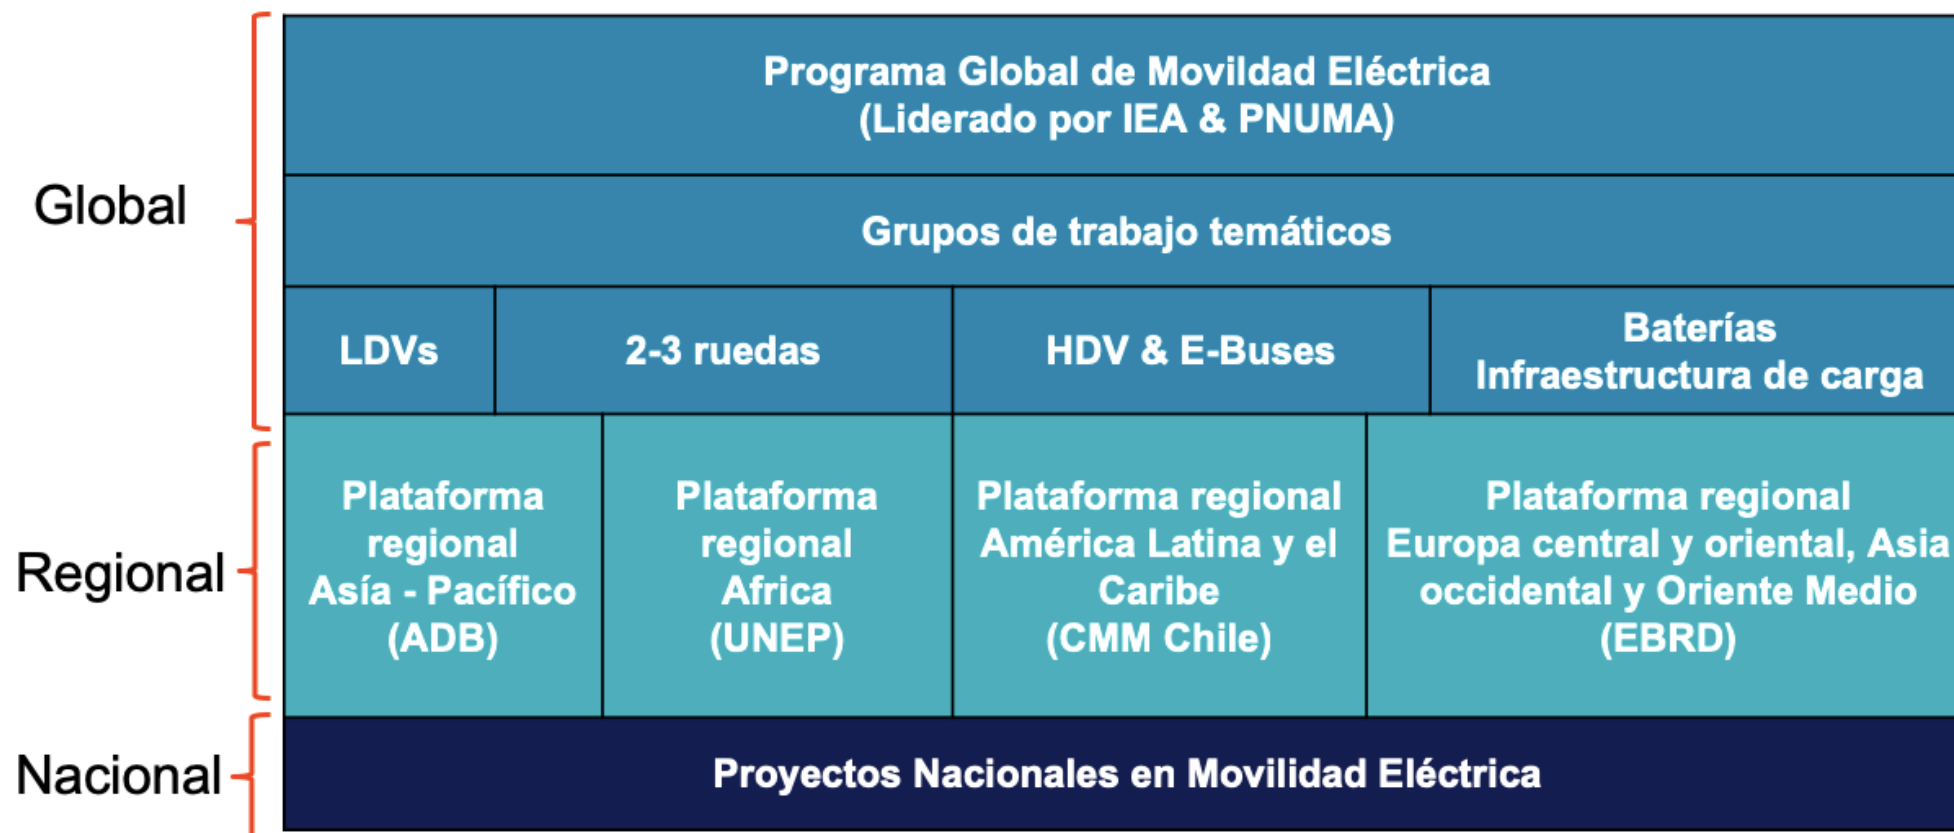 Programa Global de Movildad Eléctrica
(Liderado por IEA & PNUMA)
Global
Grupos de trabajo temáticos
LDVs
2-3 ruedas
HDV & E-Buses
Baterías
Infraestructura de carga
Regional
Plataforma
regional
Asía - Pacífico
(ADB)
Plataforma
regional
Africa
(UNEP)
Plataforma regional
América Latina y el
Caribe
(CMM Chile)
Plataforma regional
Europa central y oriental, Asia
occidental y Oriente Medio
(EBRD)
Nacional
Proyectos Nacionales en Movilidad Eléctrica